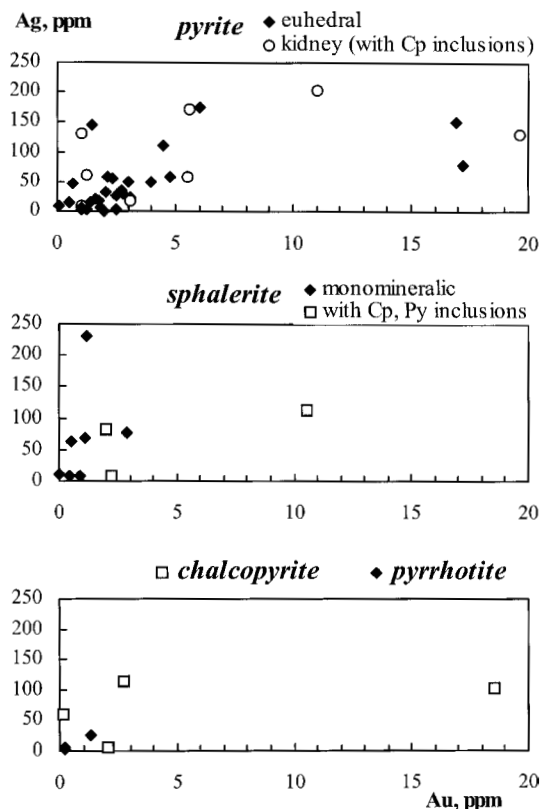 Ag, ppm
pyrite
euhedral
kidney (with Cp inclusions)
250
200
150
100
50
0
0 5 10 15 20
sphalerite
monomineralic
with Cp, Py inclusions
250
200
150
100
50
0
0 5 10 15 20
chalcopyrite pyrrhotite
250
200
150
100
50
0
0 5 10 15 20
Au, ppm